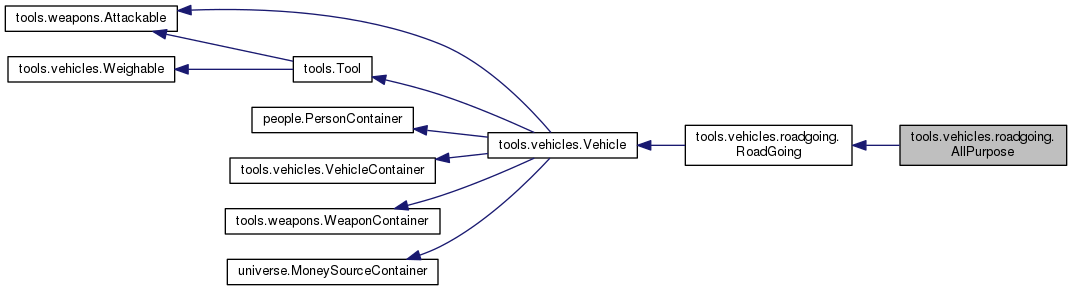 tools.weapons.Attackable
tools.vehicles.Weighable
tools.Tool
people.PersonContainer
tools.vehicles.VehicleContainer
tools.weapons.WeaponContainer
universe.MoneySourceContainer
tools.vehicles.Vehicle
tools.vehicles.roadgoing.
RoadGoing
tools.vehicles.roadgoing.
AllPurpose